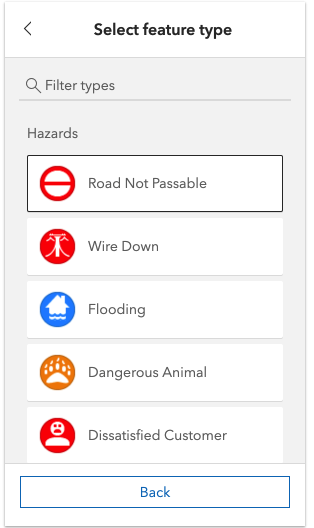 Select feature type
Filter types
Hazards
Road Not Passable
Wire Down
Flooding
Dangerous Animal
Dissatisfied Customer
Back